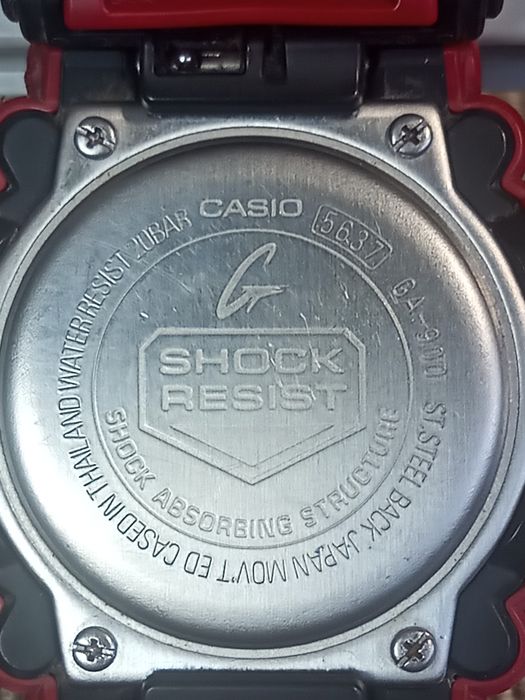 CASIO
5637
GA-900 ST.STEEL BACK JAPAN MOV'T ED CASED IN THAILAND WATER RESIST 20BAR
G
SHOCK
RESIST
SHOCK ABSORBING STRUCTURE